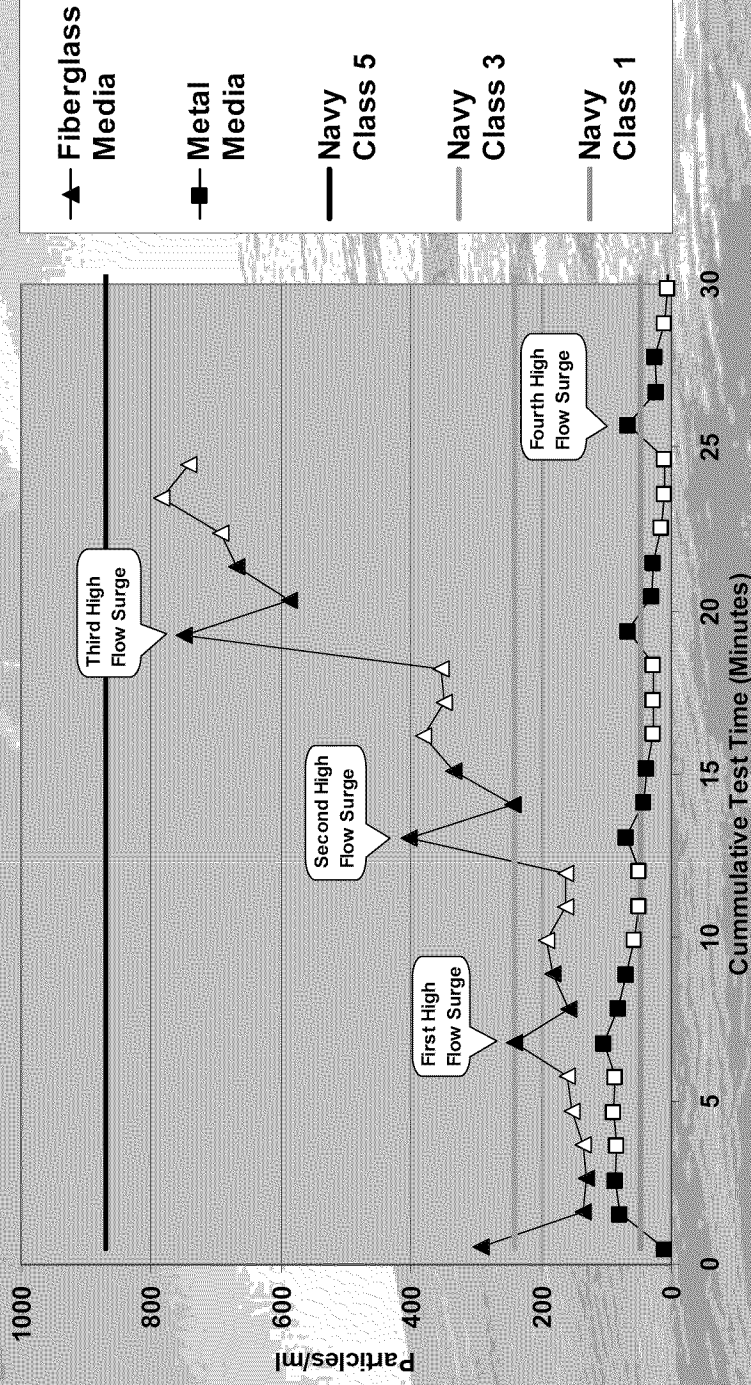 Particles/ml
1000
800
600
400
200
0
First High
Flow Surge
Second High
Flow Surge
Third High
Flow Surge
Fourth High
Flow Surge
0
5
10
15
20
25
30
Cummulative Test Time (Minutes)
Fiberglass
Media
Metal
Media
Navy
Class 5
Navy
Class 3
Navy
Class 1